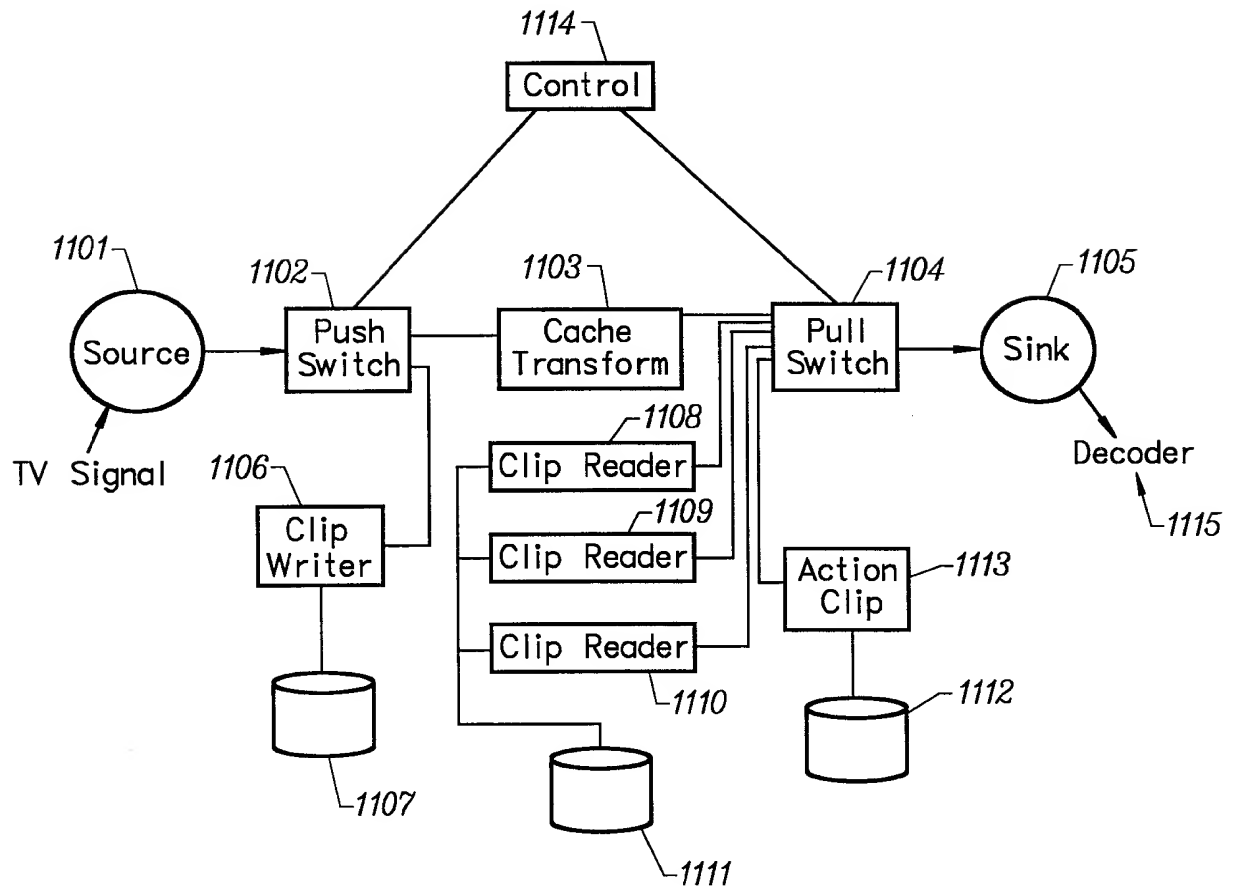 1114
Control
1101
1102
1103
1104
1105
Source
Push
Switch
Cache
Transform
Pull
Switch
Sink
TV Signal
1106
1108
Clip Reader
Decoder
1115
Clip
Writer
1109
Clip Reader
Action
Clip
1113
Clip Reader
1110
1112
1107
1111